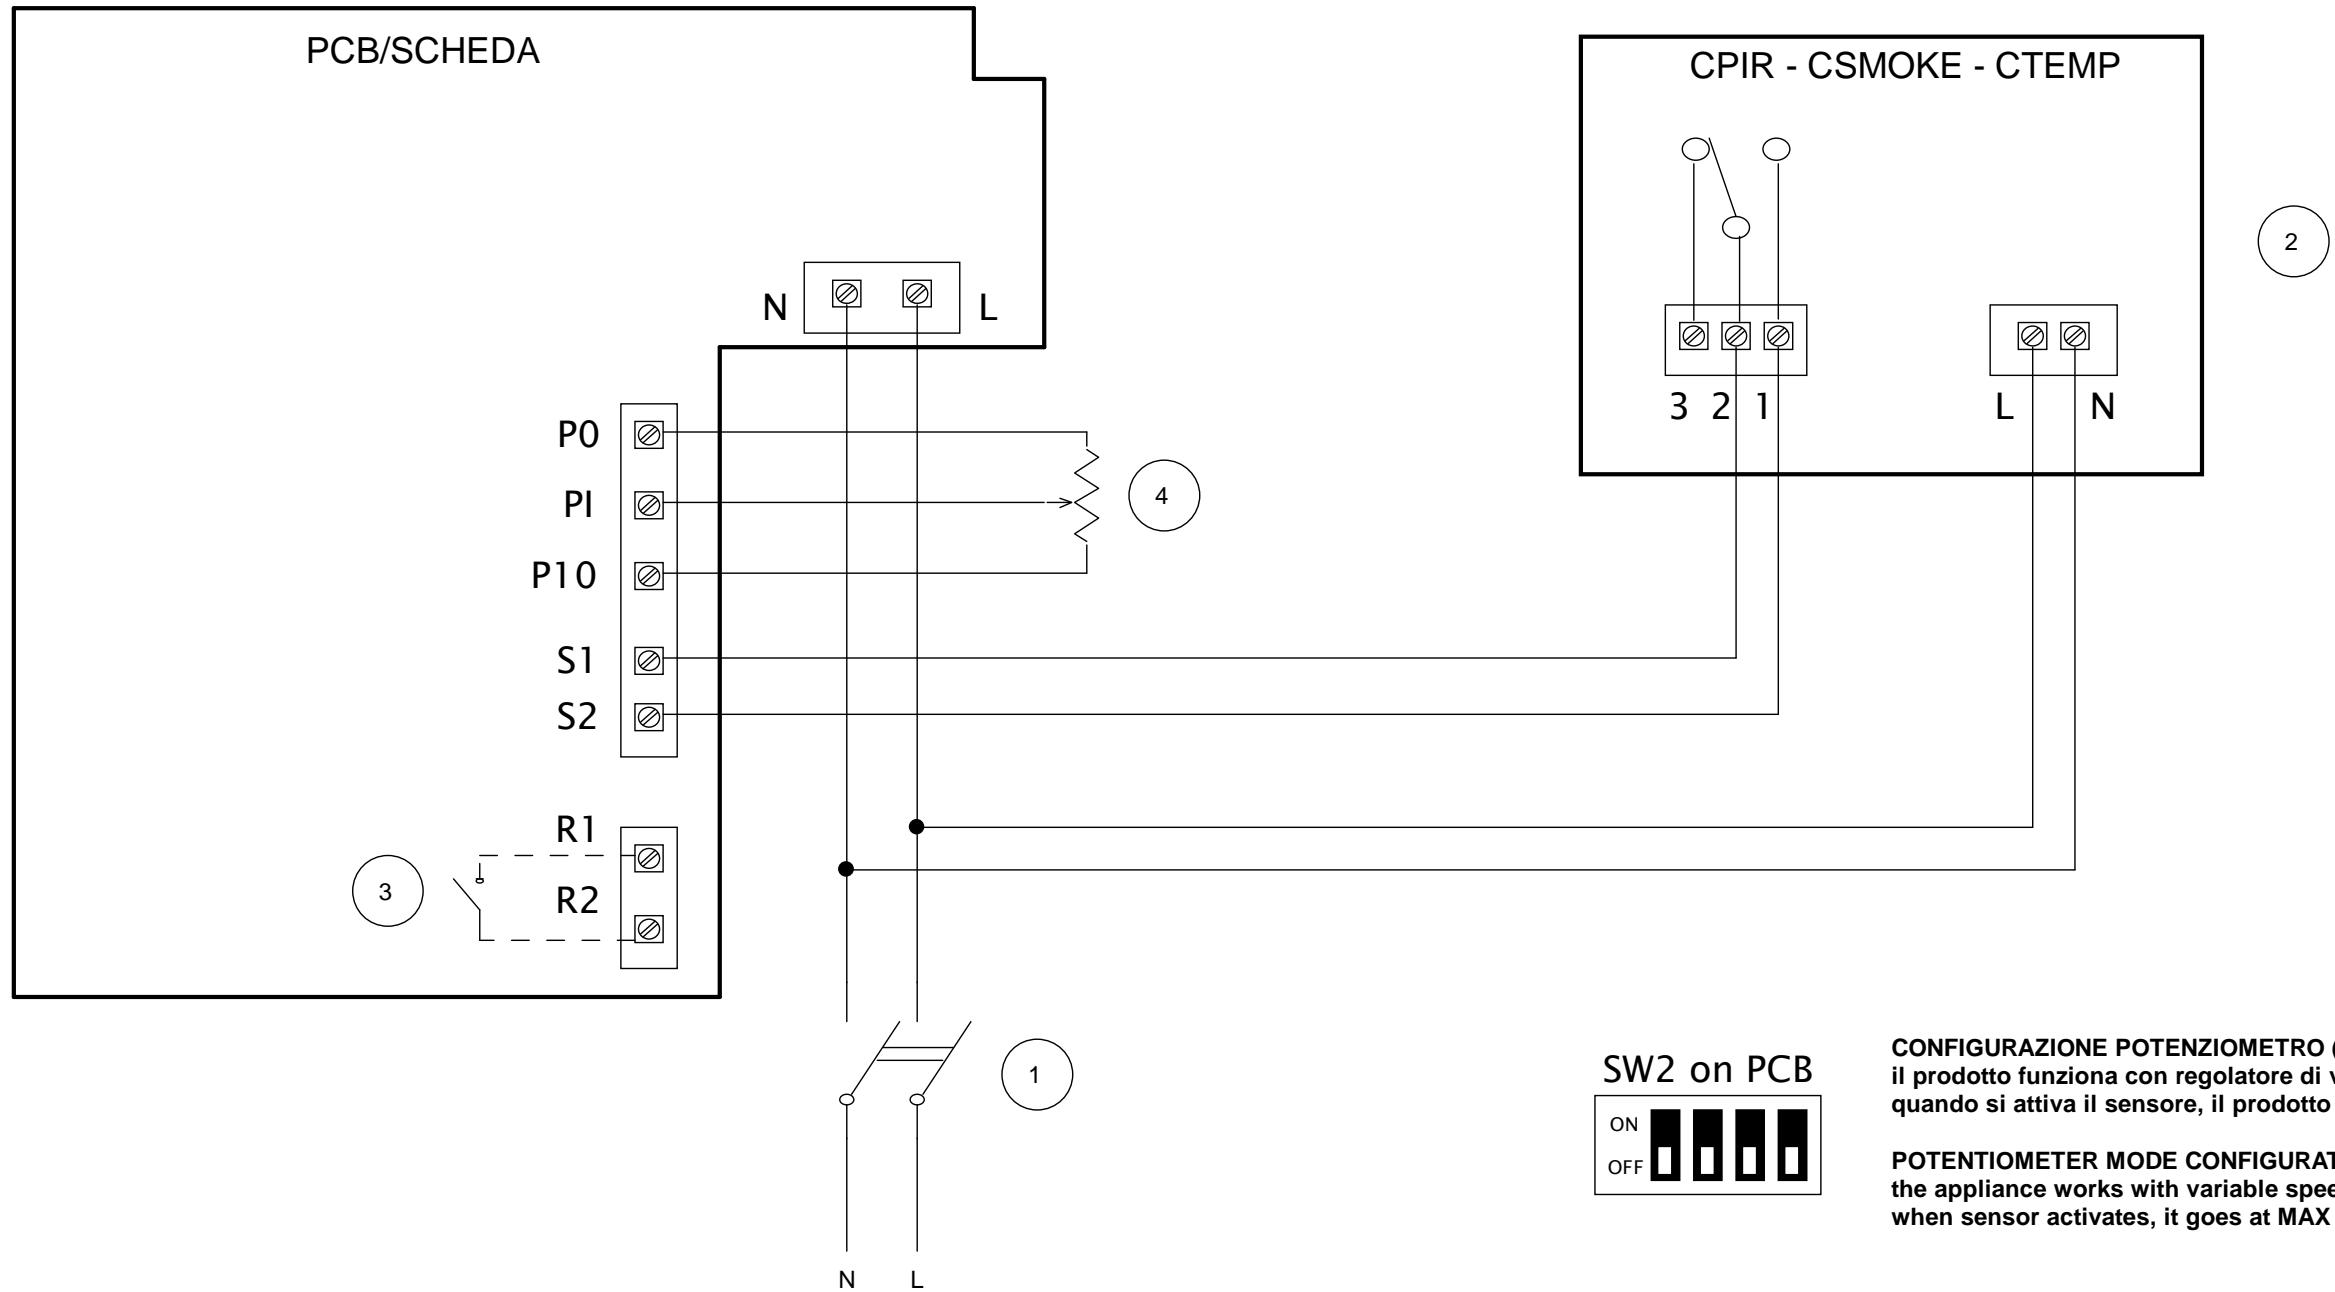 PCB/SCHEDA
CPIR - CSMOKE - CTEMP
2
N
L
3 2 1
L
N
P0
PI
P10
4
S1
S2
R1
R2
3
1
N
L
SW2 on PCB
ON
OFF
CONFIGURAZIONE POTENZIOMETRO (
il prodotto funziona con regolatore di
quando si attiva il sensore, il prodotto
POTENTIOMETER MODE
the appliance works with variable
when sensor activates, it goes at MAX